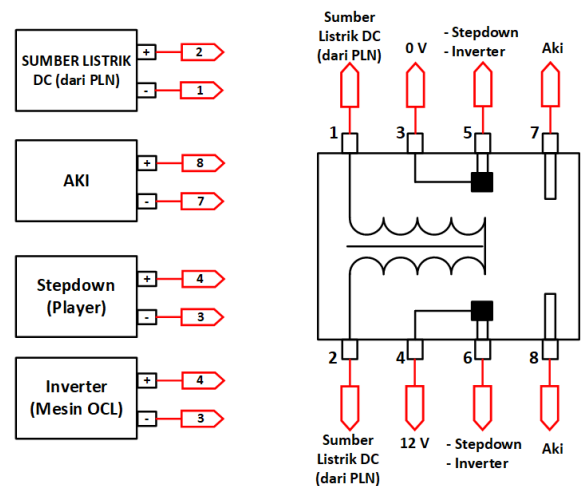 SUMBER LISTRIK
DC (dari PLN)
+
2
-
1
AKI
+
8
-
7
Stepdown
(Player)
+
4
-
3
Inverter
(Mesin OCL)
+
4
-
3
Sumber
Listrik DC
(dari PLN)
0 V
- Stepdown
- Inverter
Aki
1
3
5
7
2
4
6
8
Sumber
Listrik DC
(dari PLN)
12 V
- Stepdown
- Inverter
Aki